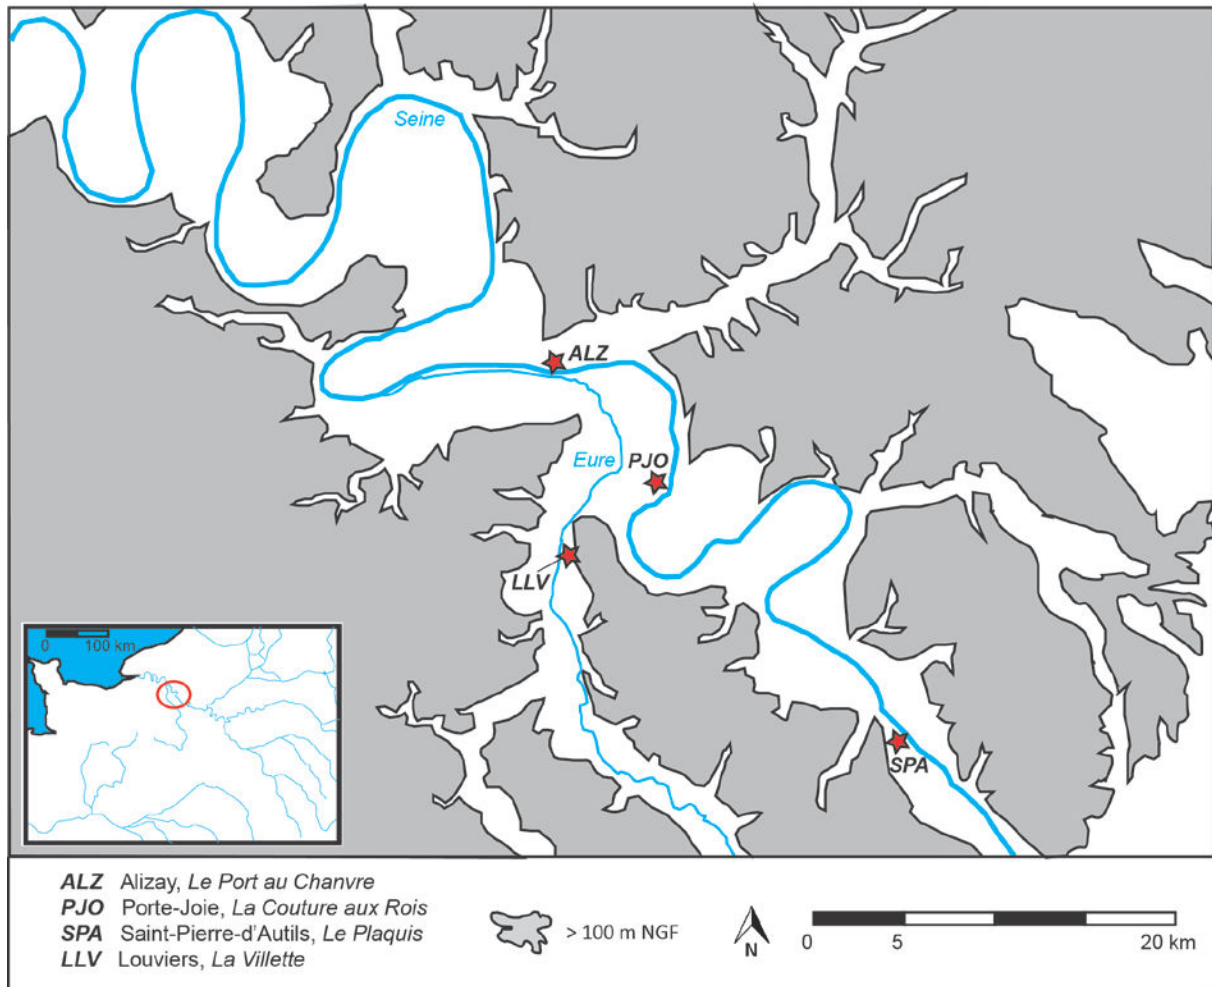 Seine
ALZ
Eure
PJO
LLV
SPA
0 100 km
ALZ Alizay, Le Port au Chanvre
PJO Porte-Joie, La Couture aux Rois
SPA Saint-Pierre-d'Autils, Le Plaquis
LLV Louviers, La Villette
> 100 m NGF
N
0 5 20 km